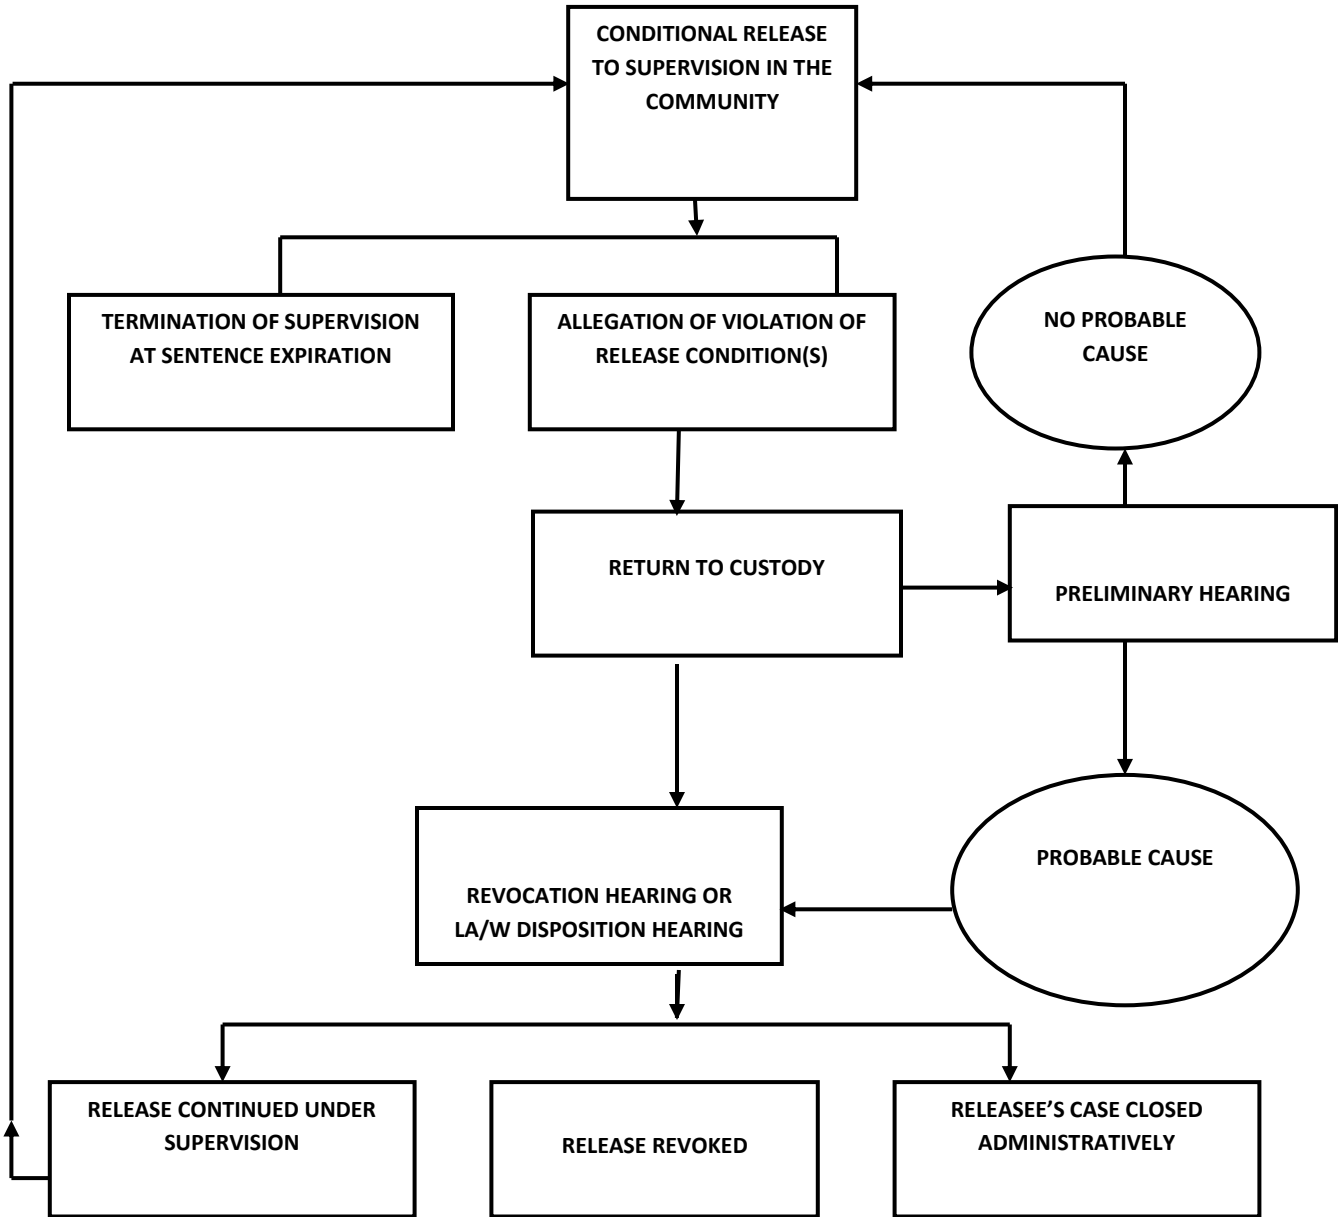 CONDITIONAL RELEASE
TO SUPERVISION IN THE
COMMUNITY
TERMINATION OF SUPERVISION
AT SENTENCE EXPIRATION
ALLEGATION OF VIOLATION OF
RELEASE CONDITION(S)
NO PROBABLE
CAUSE
RETURN TO CUSTODY
PRELIMINARY HEARING
PROBABLE CAUSE
REVOCATION HEARING OR
LA/W DISPOSITION HEARING
RELEASE CONTINUED UNDER
SUPERVISION
RELEASE REVOKED
RELEASEE’S CASE CLOSED
ADMINISTRATIVELY